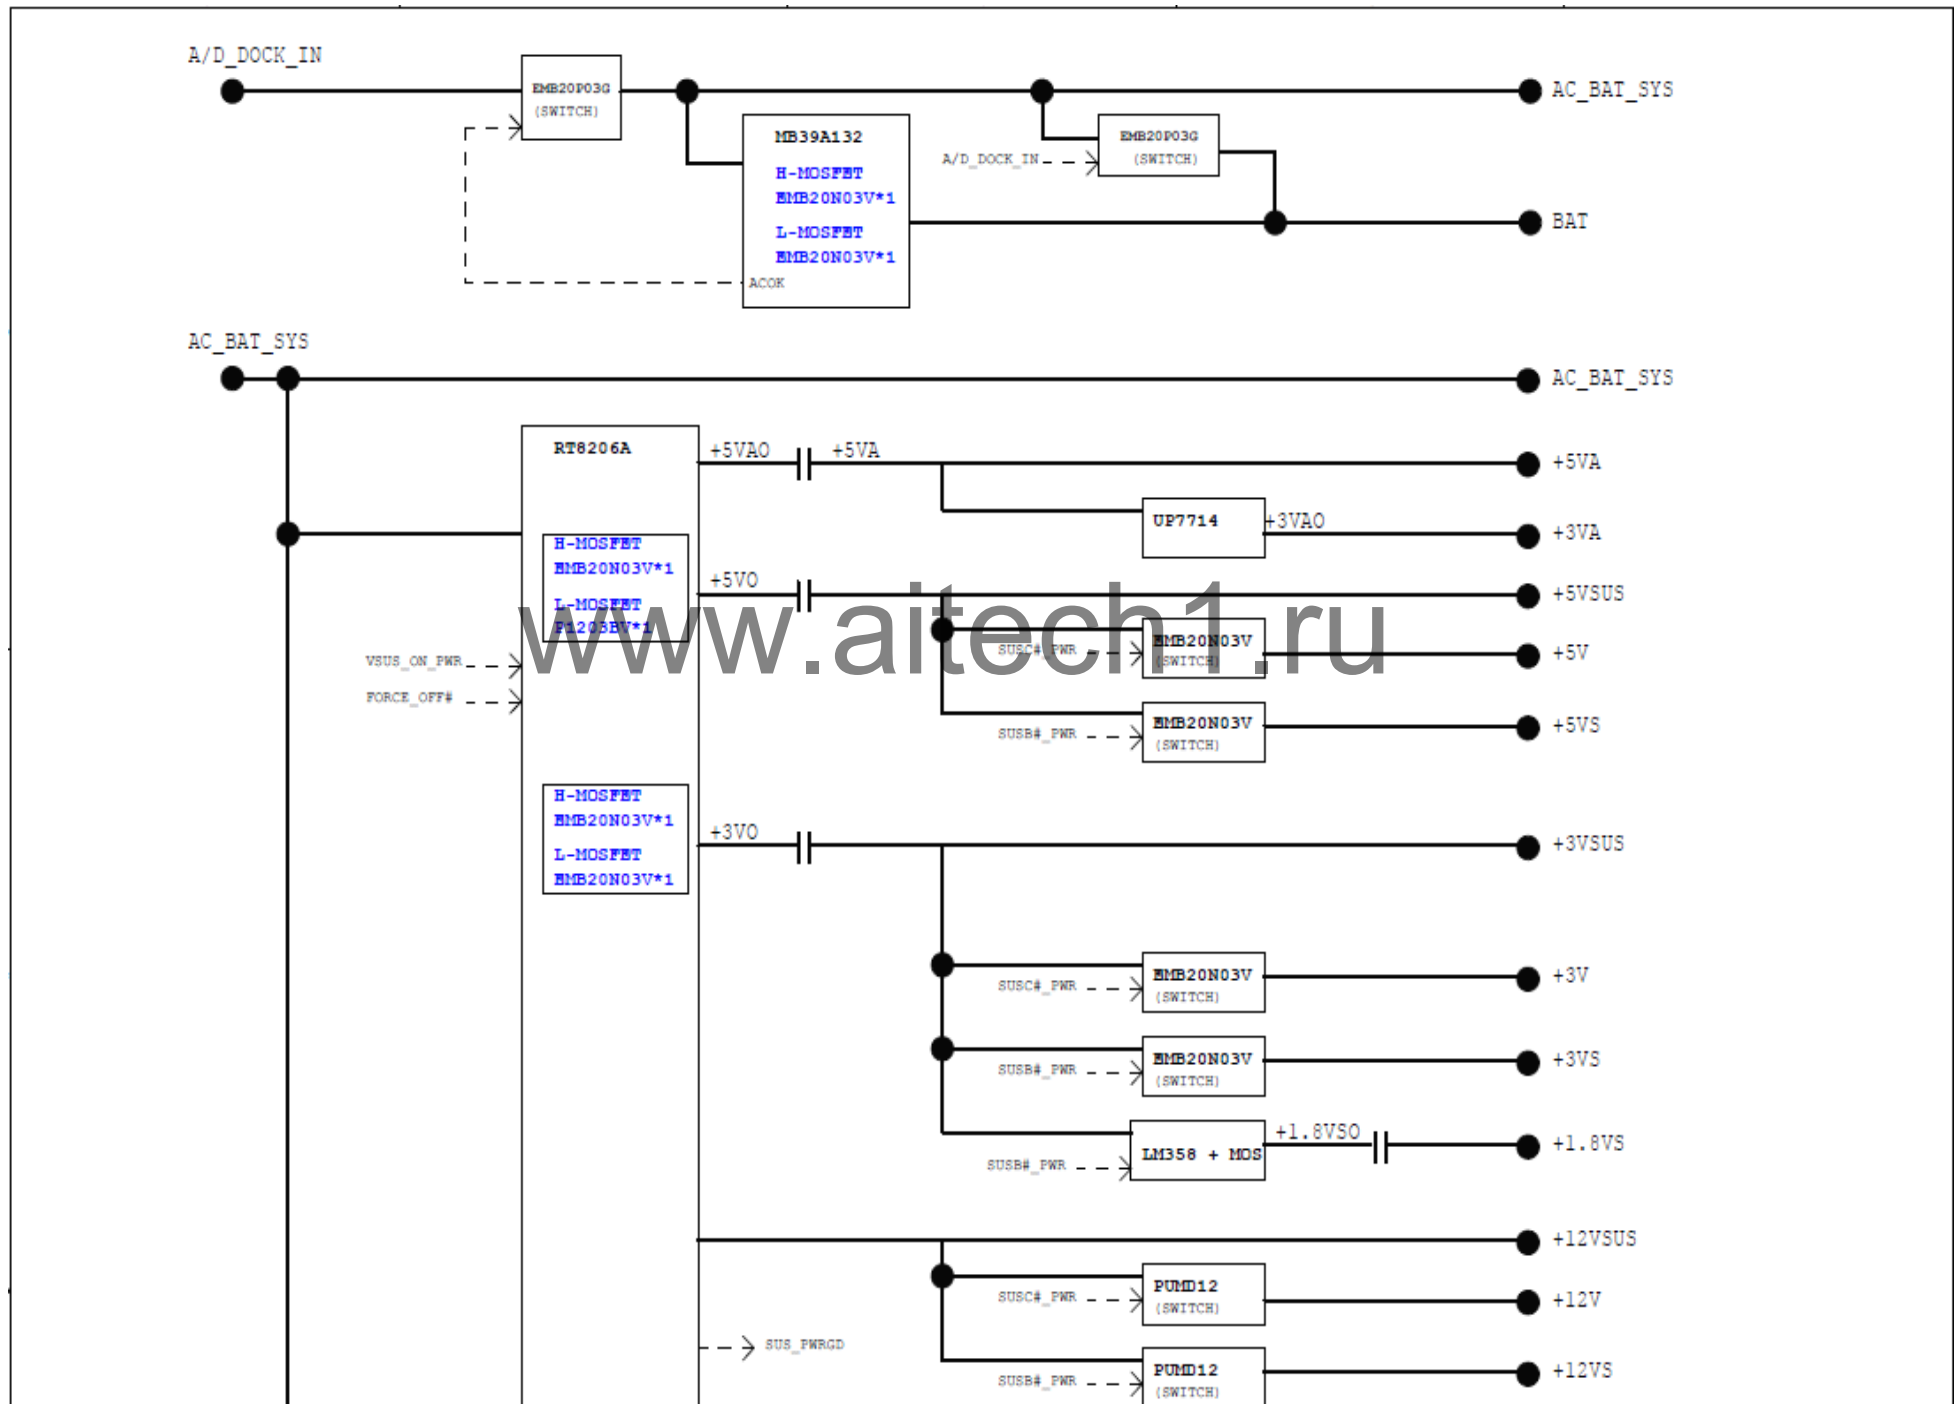 A/D_DOCK_IN
EMB20P03G
(SWITCH)
AC_BAT_SYS
MB39A132
H-MOSFET
EMB20N03V*1
L-MOSFET
EMB20N03V*1
ACOK
A/D_DOCK_IN
EMB20P03G
(SWITCH)
BAT
AC_BAT_SYS
AC_BAT_SYS
RT8206A
+5VAO
+5VA
+5VA
UP7714
+3VAO
+3VA
H-MOSFET
EMB20N03V*1
L-MOSFET
P1203BV*1
+5VO
+5VSUS
SUSC#_PWR
EMB20N03V
(SWITCH)
+5V
VSUS_ON_PWR
FORCE_OFF#
SUSB#_PWR
EMB20N03V
(SWITCH)
+5VS
www.aitech1.ru
H-MOSFET
EMB20N03V*1
L-MOSFET
EMB20N03V*1
+3VO
+3VSUS
SUSC#_PWR
EMB20N03V
(SWITCH)
+3V
SUSB#_PWR
EMB20N03V
(SWITCH)
+3VS
SUSB#_PWR
LM358 + MOS
+1.8VSO
+1.8VS
+12VSUS
SUSC#_PWR
PUMD12
(SWITCH)
+12V
SUS_PWRGD
SUSB#_PWR
PUMD12
(SWITCH)
+12VS